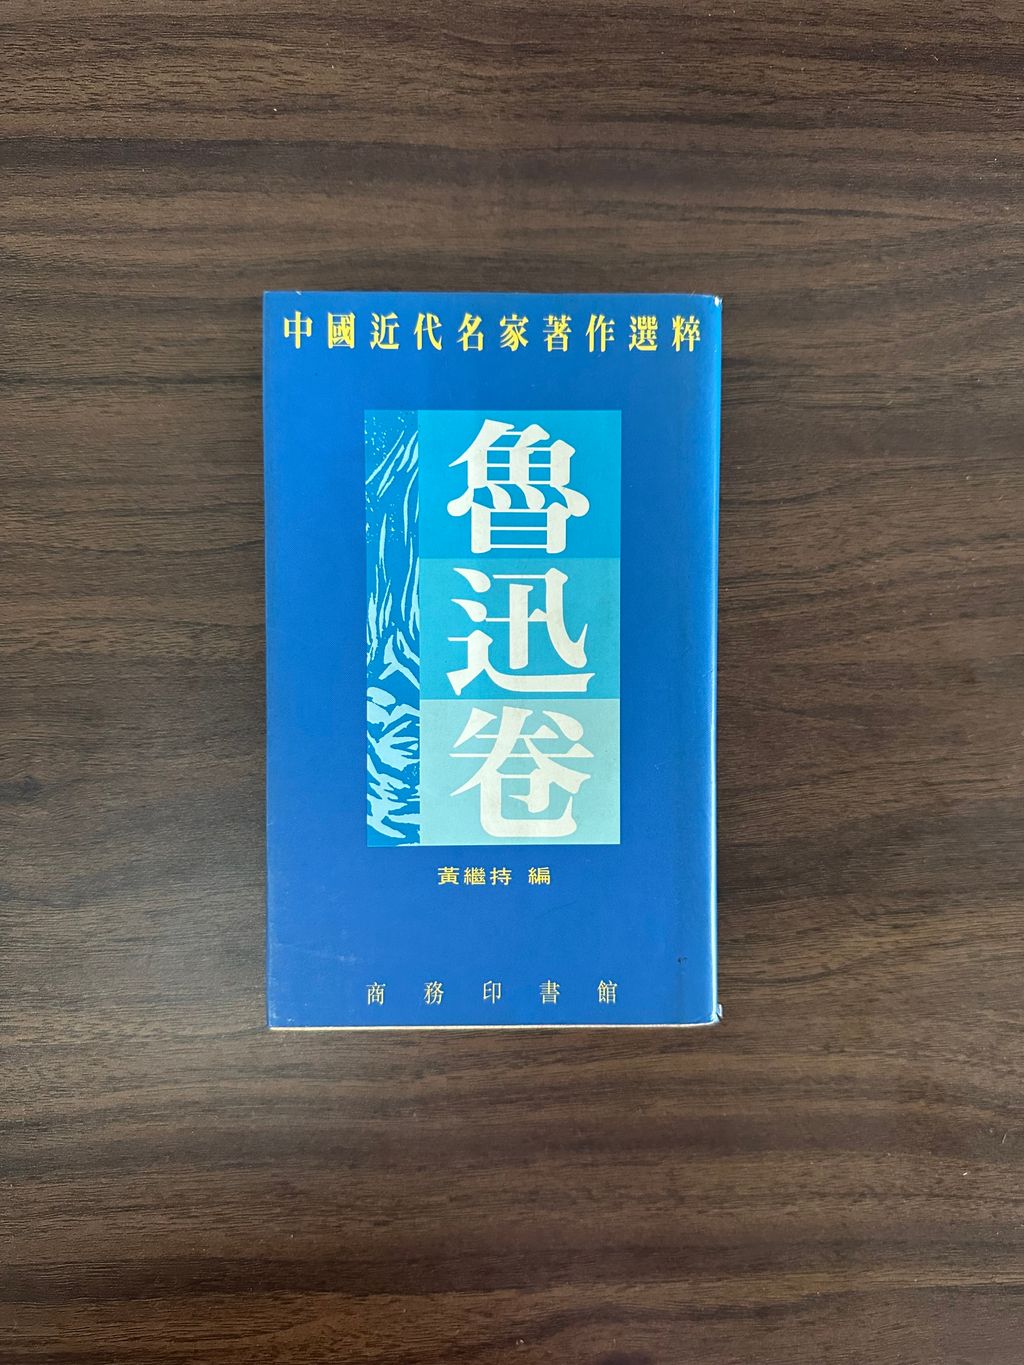 中國近代名家著作選粹
魯迅卷
黃繼持 編
商務印書館